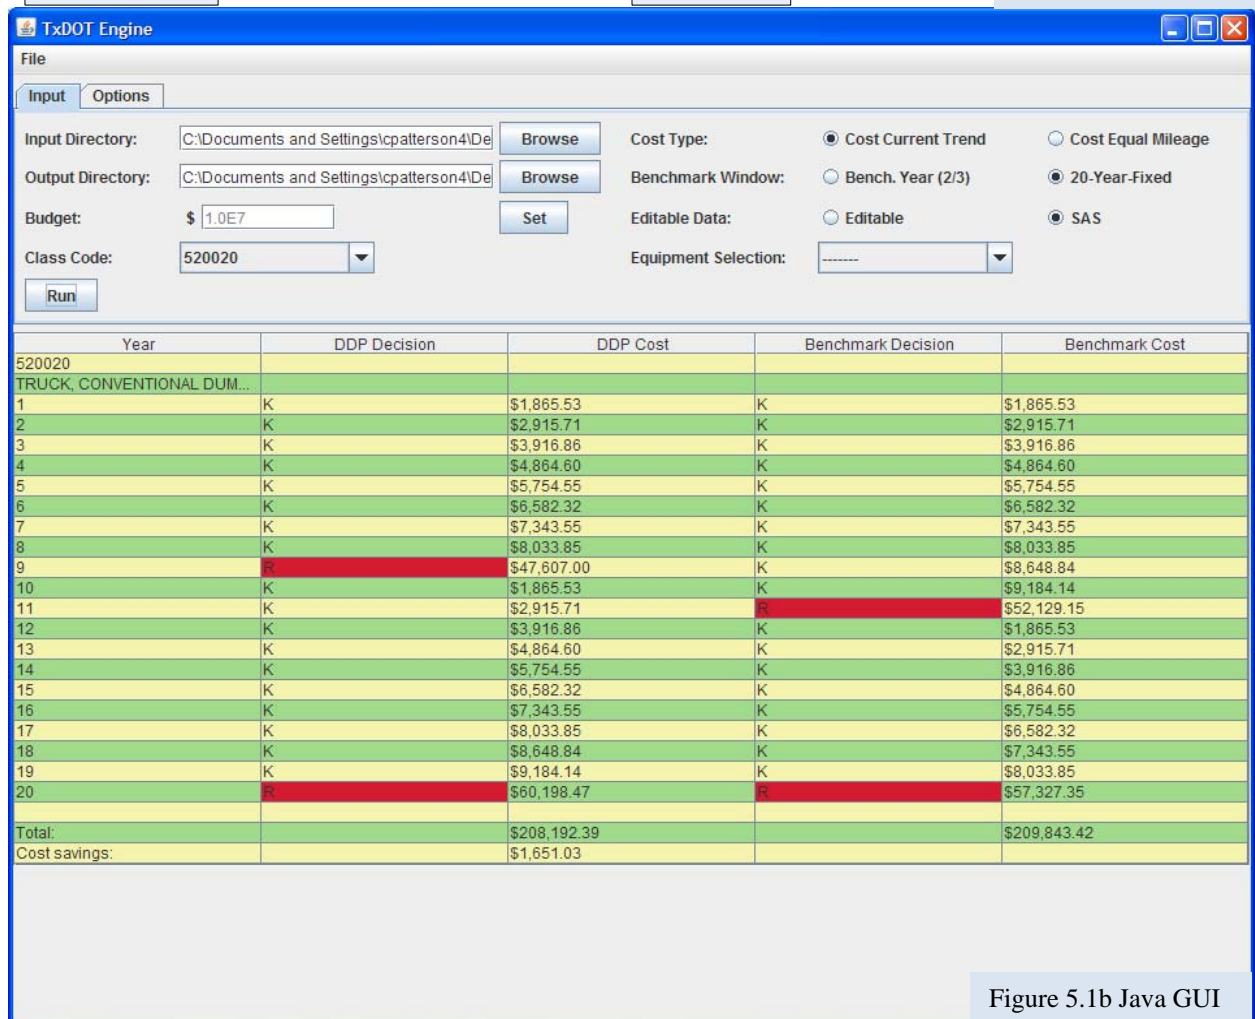 TxDOT Engine
File
Input Options
Input Directory: C:\Documents and Settings\cpatterson4\De Browse Cost Type: Cost Current Trend Cost Equal Mileage
Output Directory: C:\Documents and Settings\cpatterson4\De Browse Benchmark Window: Bench. Year (2/3) 20-Year-Fixed
Budget: $ 1.0E7 Set Editable Data: Editable SAS
Class Code: 520020 Equipment Selection: -------
Run
Year DDP Decision DDP Cost Benchmark Decision Benchmark Cost
520020
TRUCK, CONVENTIONAL DUM...
1 K $1,865.53 K $1,865.53
2 K $2,915.71 K $2,915.71
3 K $3,916.86 K $3,916.86
4 K $4,864.60 K $4,864.60
5 K $5,754.55 K $5,754.55
6 K $6,582.32 K $6,582.32
7 K $7,343.55 K $7,343.55
8 K $8,033.85 K $8,033.85
9 R $47,607.00 K $8,648.84
10 K $1,865.53 K $9,184.14
11 K $2,915.71 R $52,129.15
12 K $3,916.86 K $1,865.53
13 K $4,864.60 K $2,915.71
14 K $5,754.55 K $3,916.86
15 K $6,582.32 K $4,864.60
16 K $7,343.55 K $5,754.55
17 K $8,033.85 K $6,582.32
18 K $8,648.84 K $7,343.55
19 K $9,184.14 K $8,033.85
20 R $60,198.47 R $57,327.35
Total: $208,192.39 $209,843.42
Cost savings: $1,651.03
Figure 5.1b Java GUI